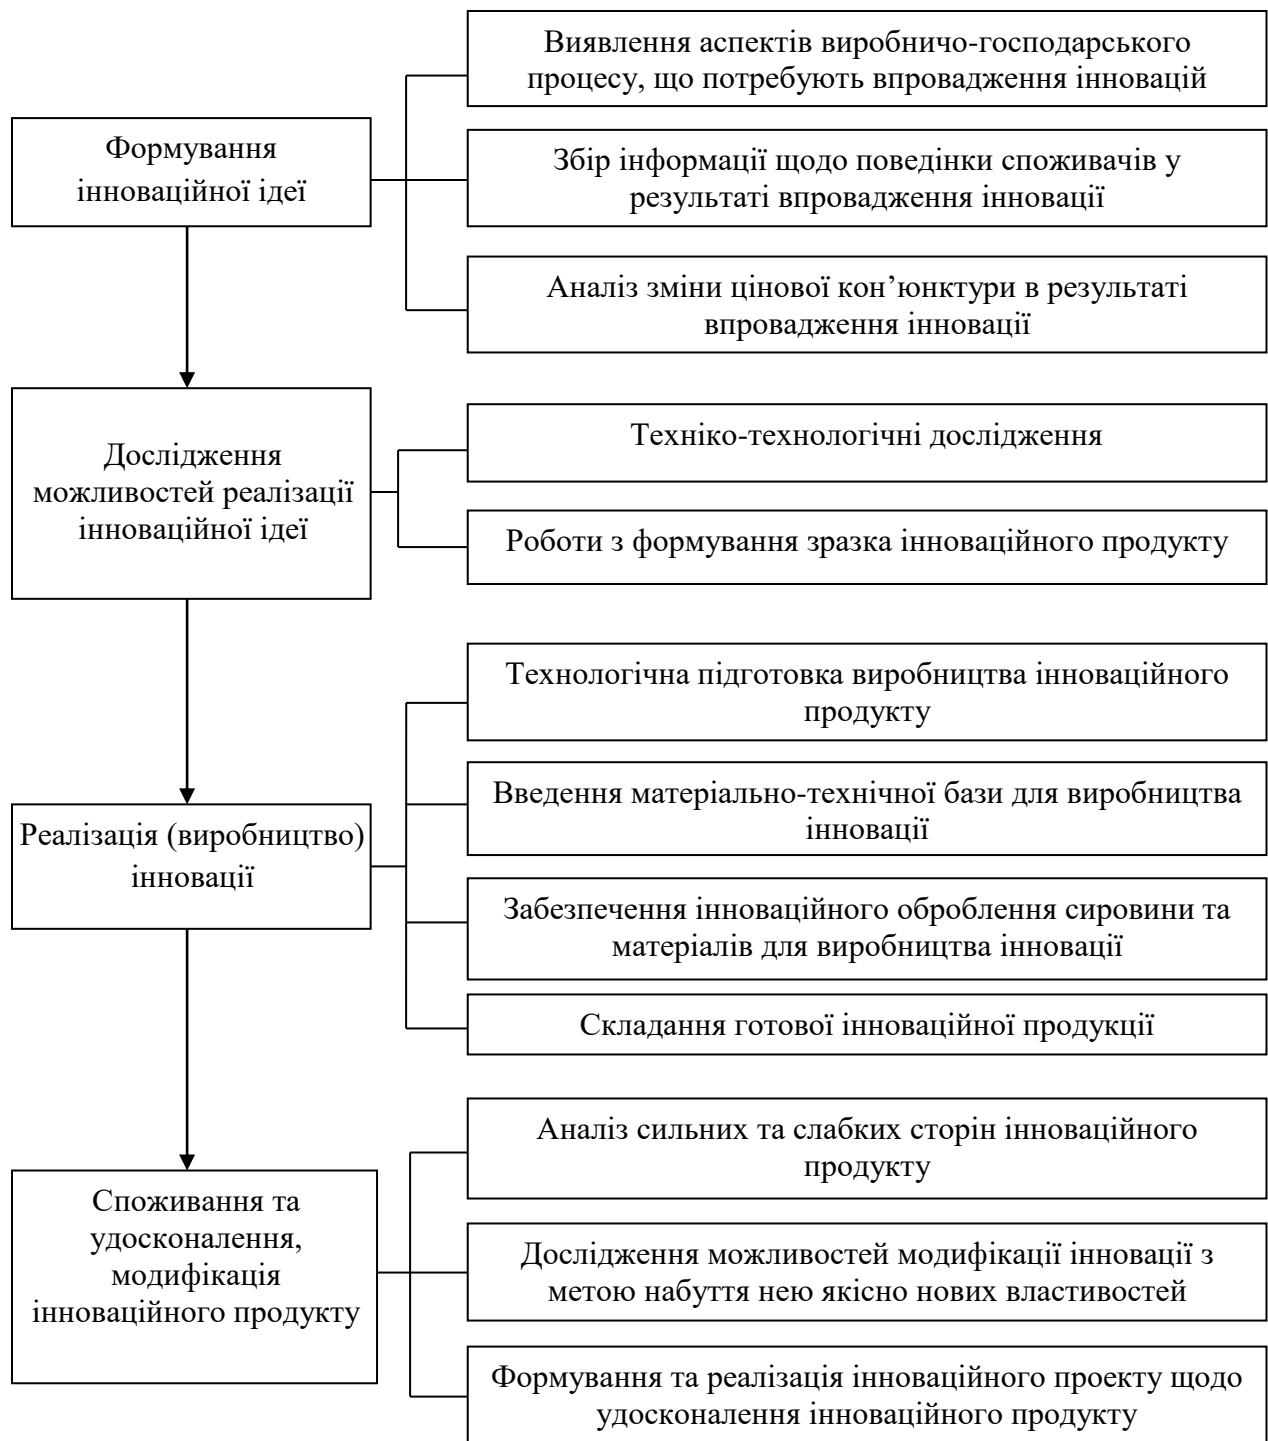 Виявлення аспектів виробничо-господарського
процесу, що потребують впровадження інновацій
Формування
інноваційної ідеї
Збір інформації щодо поведінки споживачів у
результаті впровадження інновації
Аналіз зміни цінової кон’юнктури в результаті
впровадження інновації
Дослідження
можливостей реалізації
інноваційної ідеї
Техніко-технологічні дослідження
Роботи з формування зразка інноваційного продукту
Реалізація (виробництво)
інновації
Технологічна підготовка виробництва інноваційного
продукту
Введення матеріально-технічної бази для виробництва
інновації
Забезпечення інноваційного оброблення сировини та
матеріалів для виробництва інновації
Складання готової інноваційної продукції
Споживання та
удосконалення,
модифікація
інноваційного продукту
Аналіз сильних та слабких сторін інноваційного
продукту
Дослідження можливостей модифікації інновації з
метою набуття нею якісно нових властивостей
Формування та реалізація інноваційного проекту щодо
удосконалення інноваційного продукту